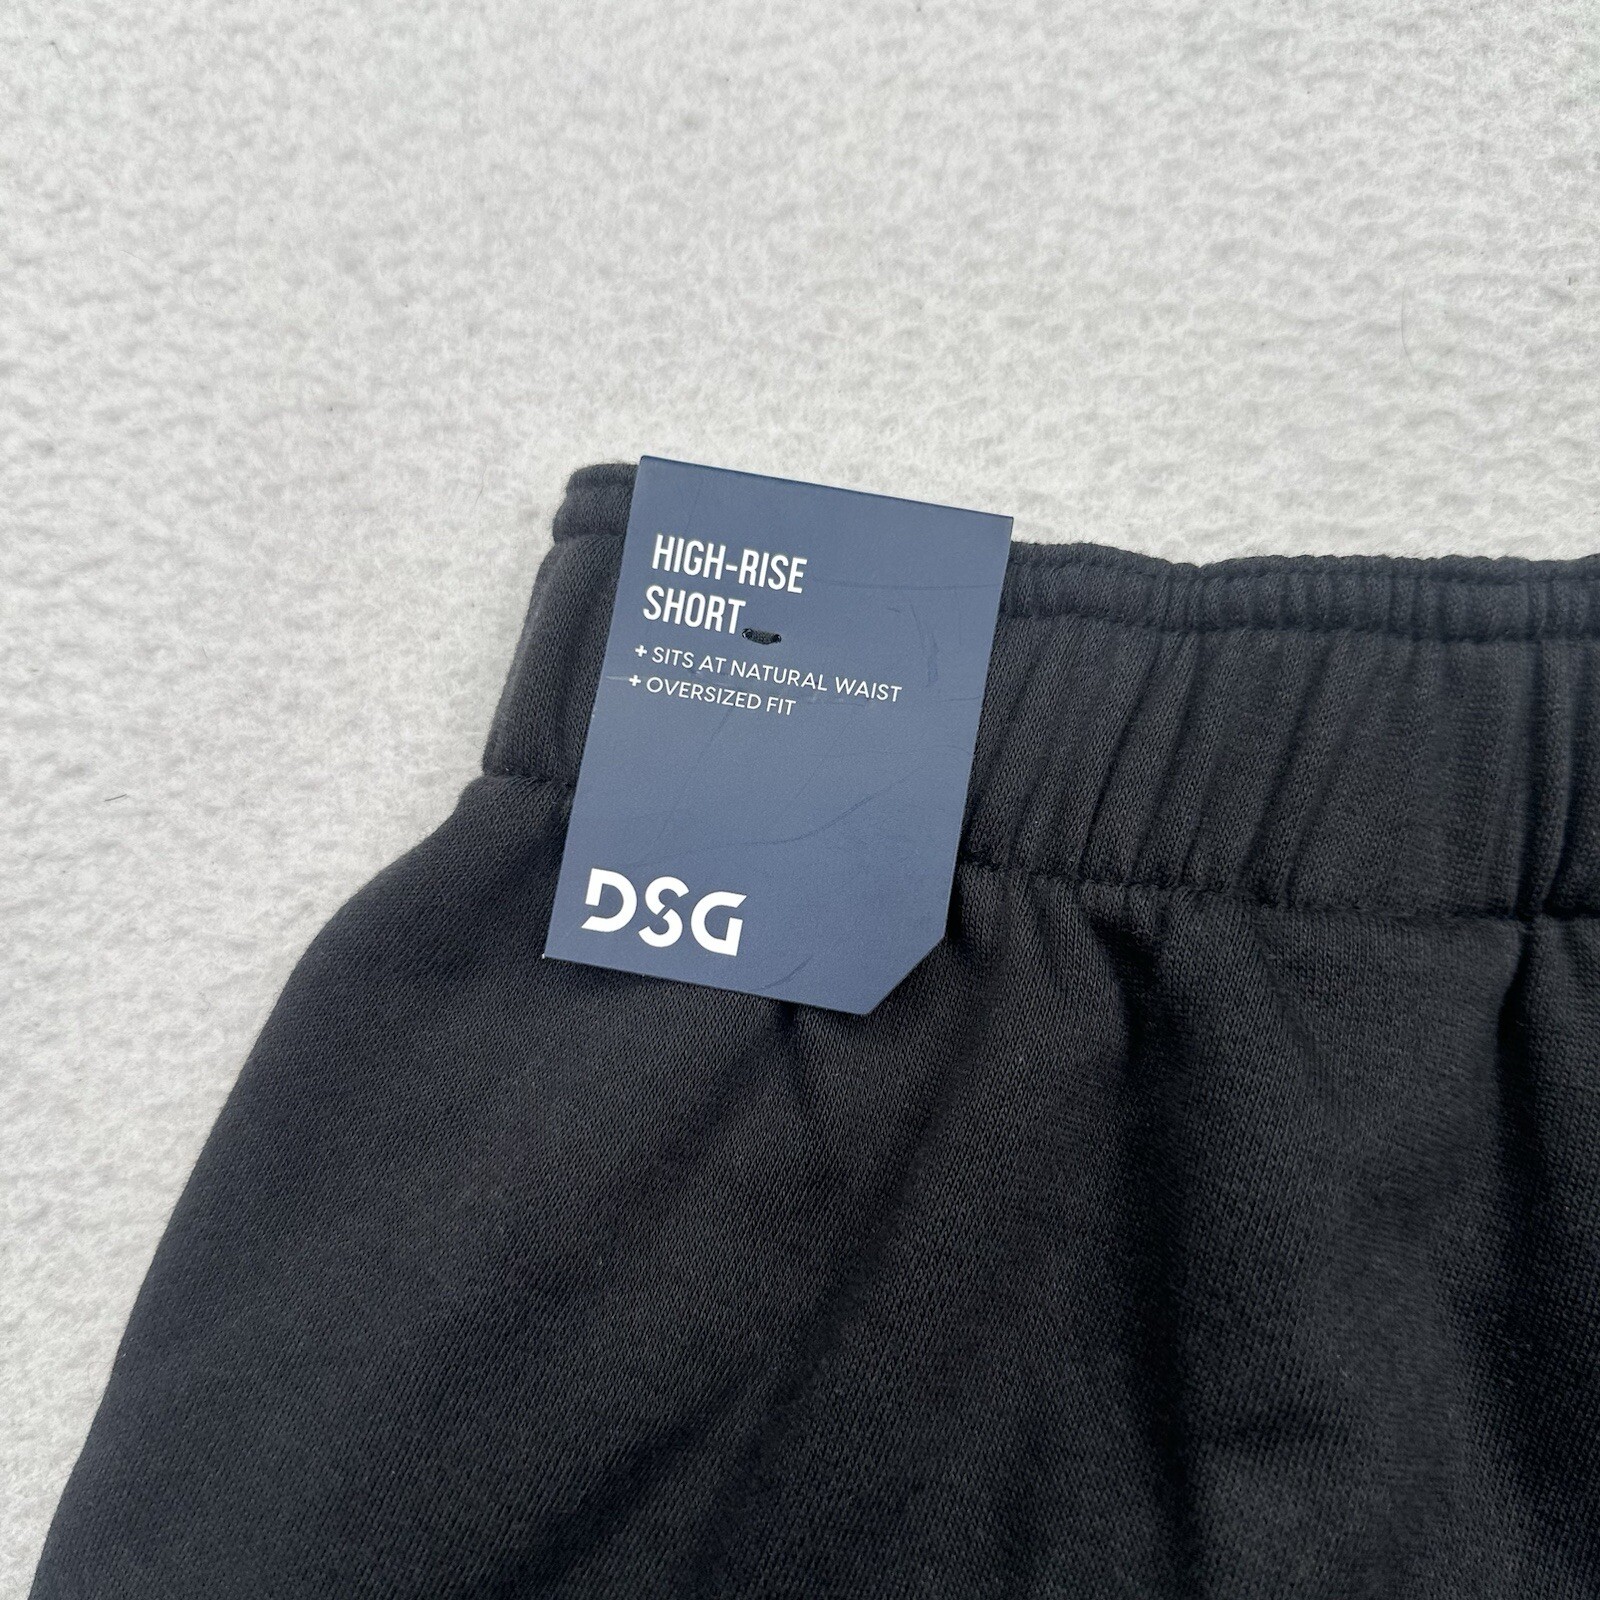 HIGH-RISE
SHORT
+ SITS AT NATURAL WAIST
+ OVERSIZED FIT
DSG